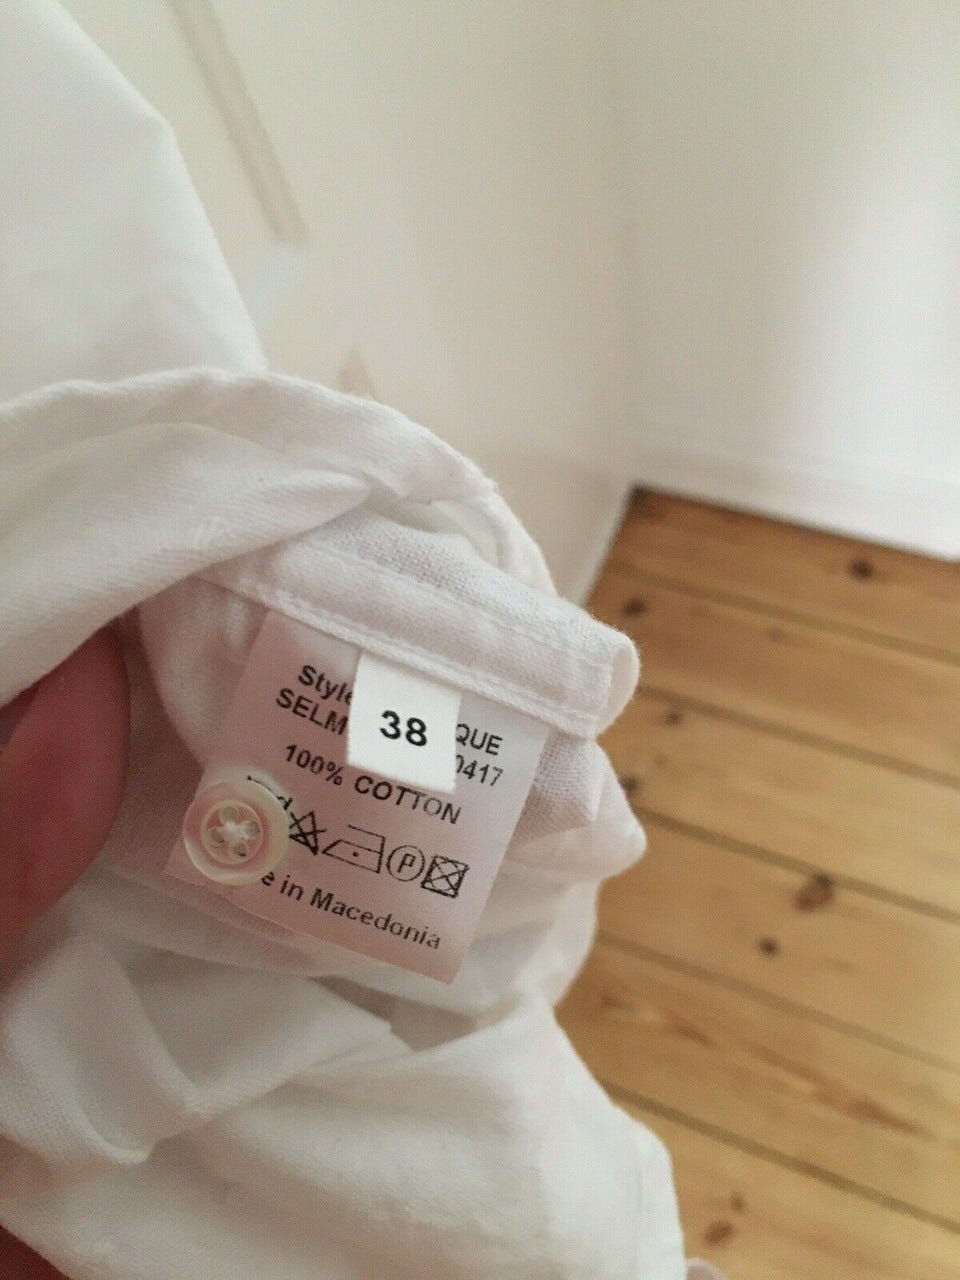 38
Style
QUE
SELM
0417
100% COTTON
P
e in Macedonia